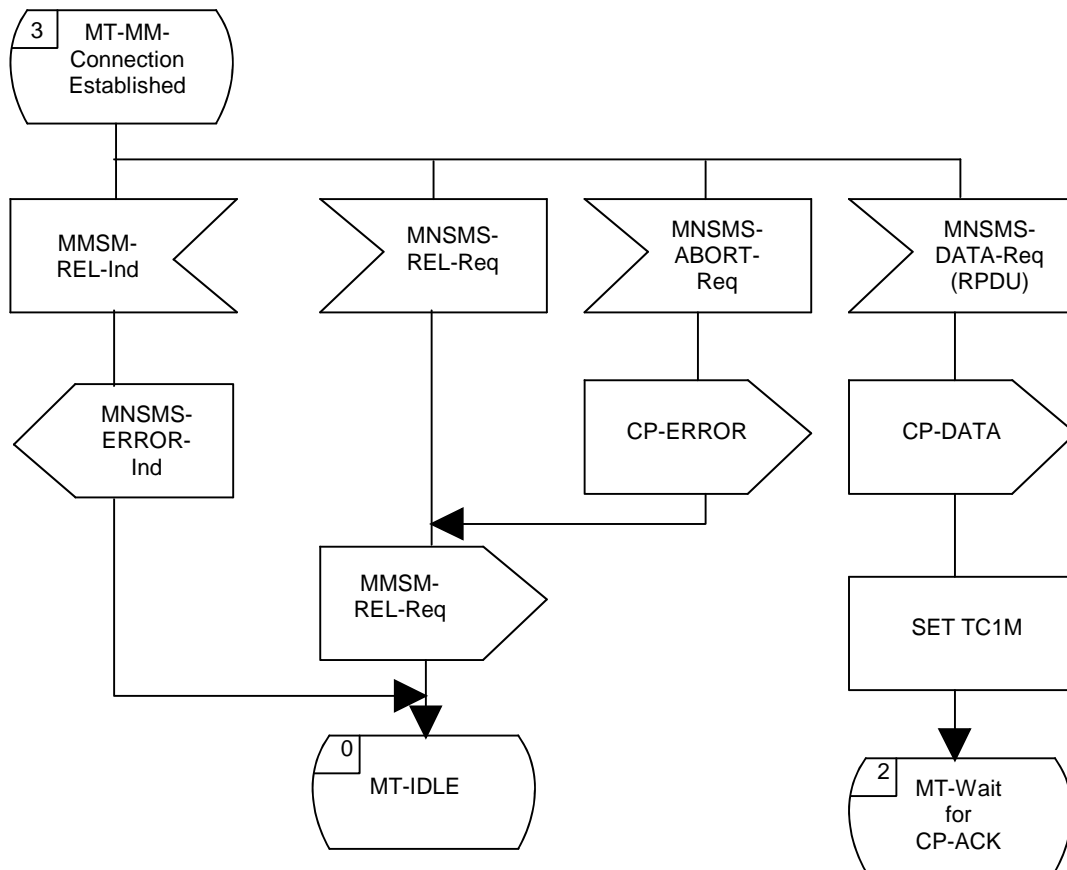 3
MT-MM-
Connection
Established
MMSM-
REL-Ind
MNSMS-
REL-Req
MNSMS-
ABORT-
Req
MNSMS-
DATA-Req
(RPDU)
MNSMS-
ERROR-
Ind
CP-ERROR
CP-DATA
MMSM-
REL-Req
SET TC1M
0
MT-IDLE
2
MT-Wait
for
CP-ACK